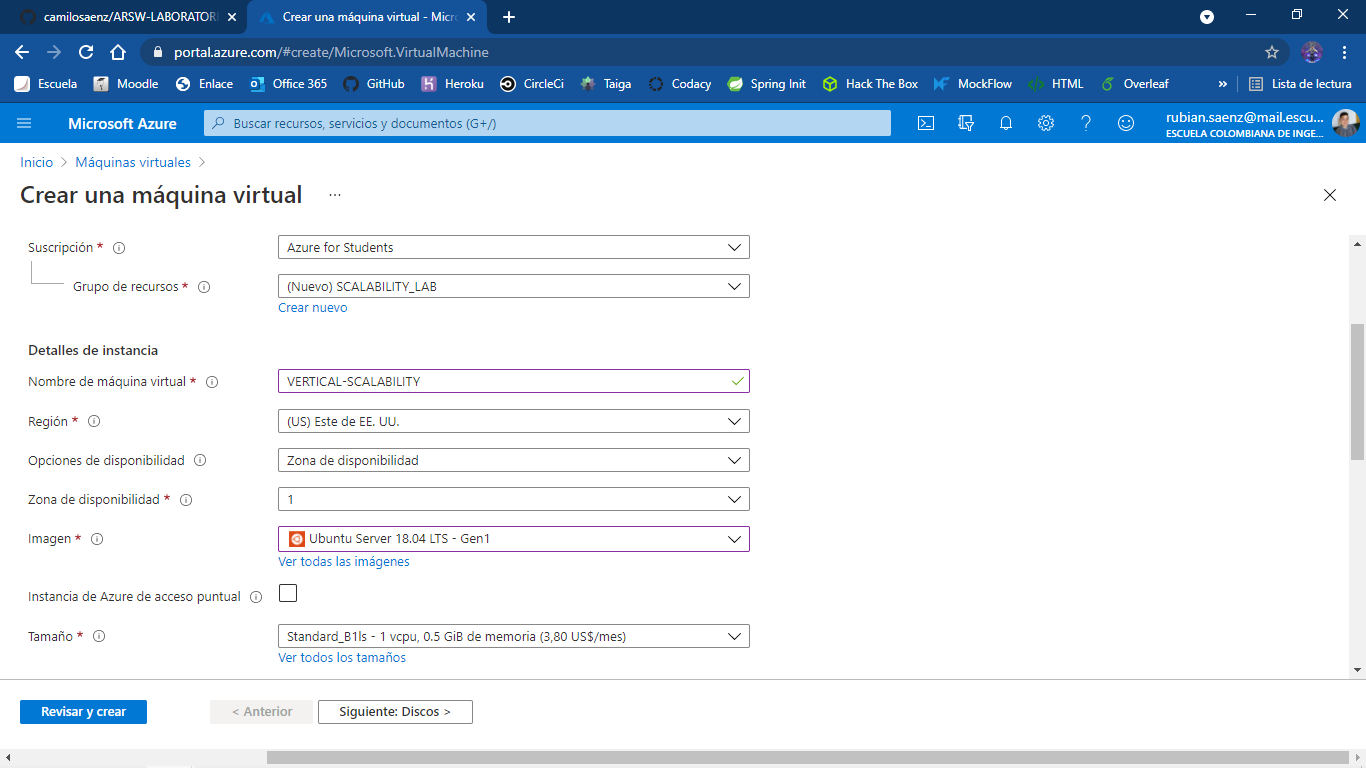 camilosaenz/ARSW-LABORATORI
Crear una máquina virtual - Micro
portal.azure.com/#create/Microsoft.VirtualMachine
Escuela Moodle Enlace Office 365 GitHub Heroku CircleCi Taiga Codacy Spring Init Hack The Box MockFlow HTML Overleaf » Lista de lectura
Microsoft Azure
Buscar recursos, servicios y documentos (G+/)
rubian.saenz@mail.escu...
ESCUELA COLOMBIANA DE INGE...
Inicio > Máquinas virtuales >
Crear una máquina virtual ...
Suscripción * Azure for Students
Grupo de recursos * (Nuevo) SCALABILITY_LAB
Crear nuevo
Detalles de instancia
Nombre de máquina virtual * VERTICAL-SCALABILITY
Región * (US) Este de EE. UU.
Opciones de disponibilidad Zona de disponibilidad
Zona de disponibilidad * 1
Imagen * Ubuntu Server 18.04 LTS - Gen1
Ver todas las imágenes
Instancia de Azure de acceso puntual
Tamaño * Standard_B1ls - 1 vcpu, 0.5 GiB de memoria (3,80 US$/mes)
Ver todos los tamaños
Revisar y crear < Anterior Siguiente: Discos >